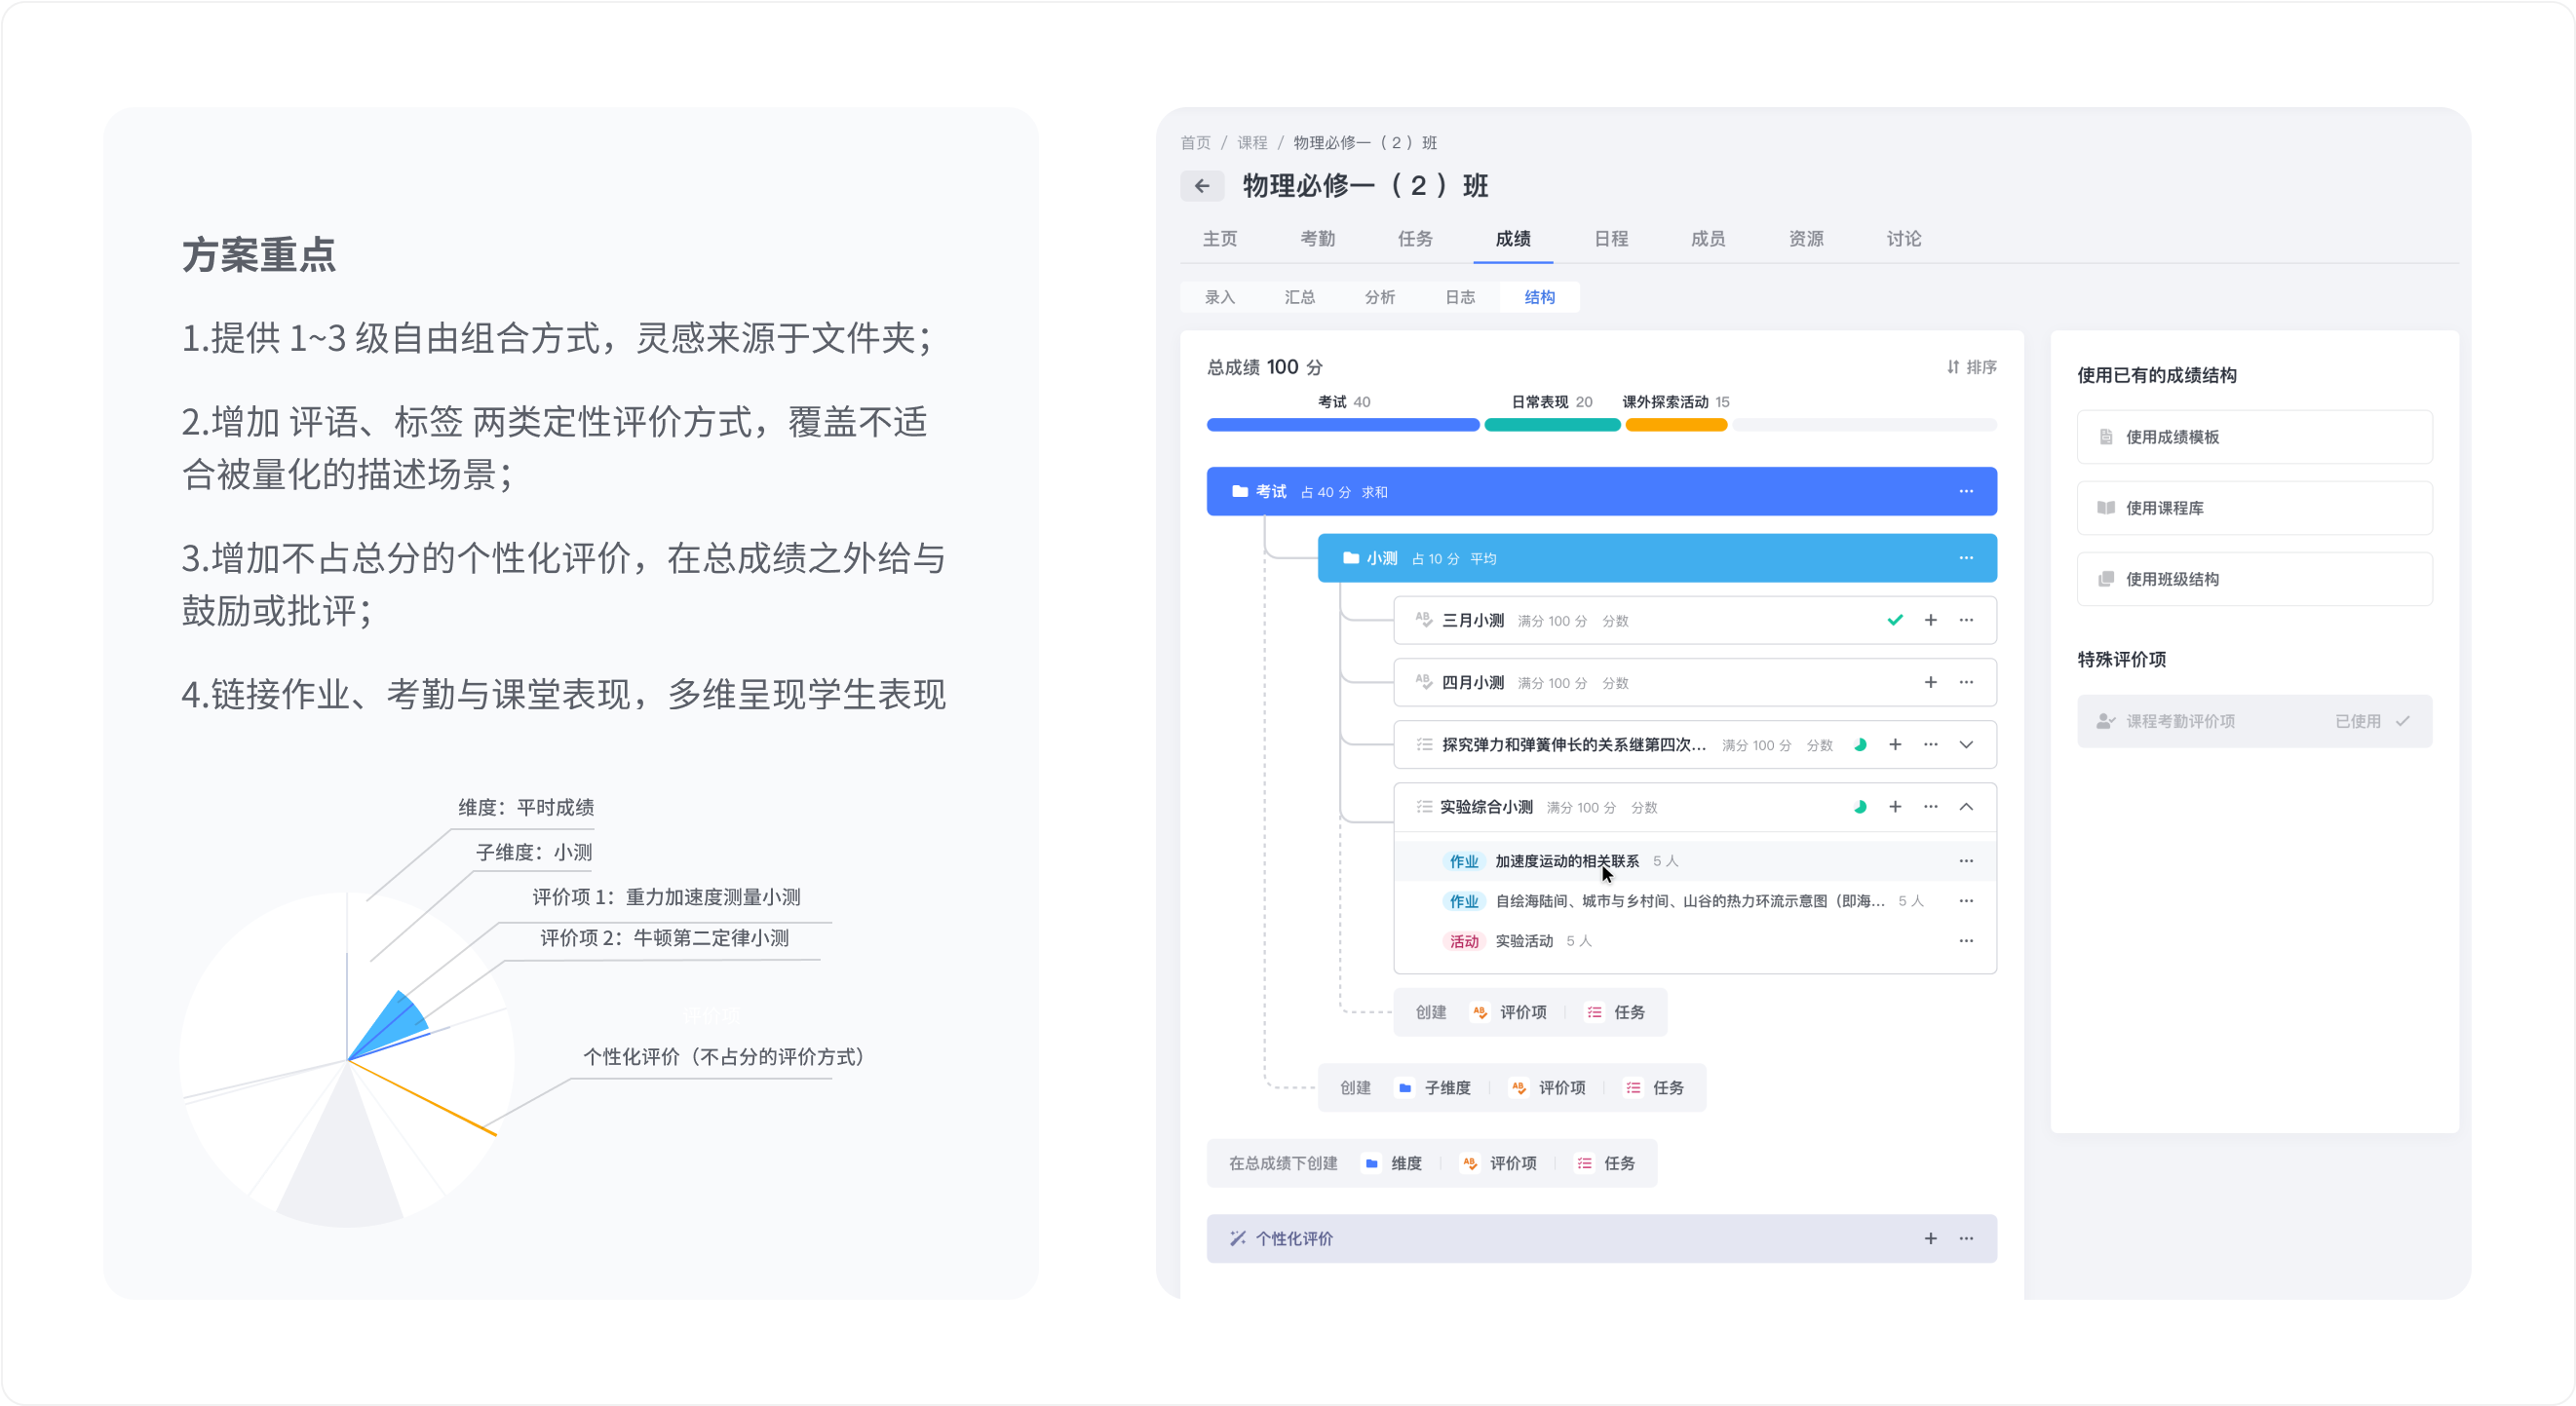 方案重点
1.提供 1~3 级自由组合方式，灵感来源于文件夹；
2.增加 评语、标签 两类定性评价方式，覆盖不适
合被量化的描述场景；
3.增加不占总分的个性化评价，在总成绩之外给与
鼓励或批评；
4.链接作业、考勤与课堂表现，多维呈现学生表现
维度：平时成绩
子维度：小测
评价项 1：重力加速度测量小测
评价项 2：牛顿第二定律小测
评价项
个性化评价（不占分的评价方式）
首页 / 课程 / 物理必修一（2）班
物理必修一（2）班
主页 考勤 任务 成绩 日程 成员 资源 讨论
录入 汇总 分析 日志 结构
总成绩 100 分 排序
考试 40 日常表现 20 课外探索活动 15
考试 占 40 分 求和
小测 占 10 分 平均
三月小测 满分 100 分 分数
四月小测 满分 100 分 分数
探究弹力和弹簧伸长的关系继第四次... 满分 100 分 分数
实验综合小测 满分 100 分 分数
作业 加速度运动的相关联系 5 人
作业 自绘海陆间、城市与乡村间、山谷的热力环流示意图（即海... 5 人
活动 实验活动 5 人
创建 评价项 任务
创建 子维度 评价项 任务
在总成绩下创建 维度 评价项 任务
个性化评价
使用已有的成绩结构
使用成绩模板
使用课程库
使用班级结构
特殊评价项
课程考勤评价项 已使用